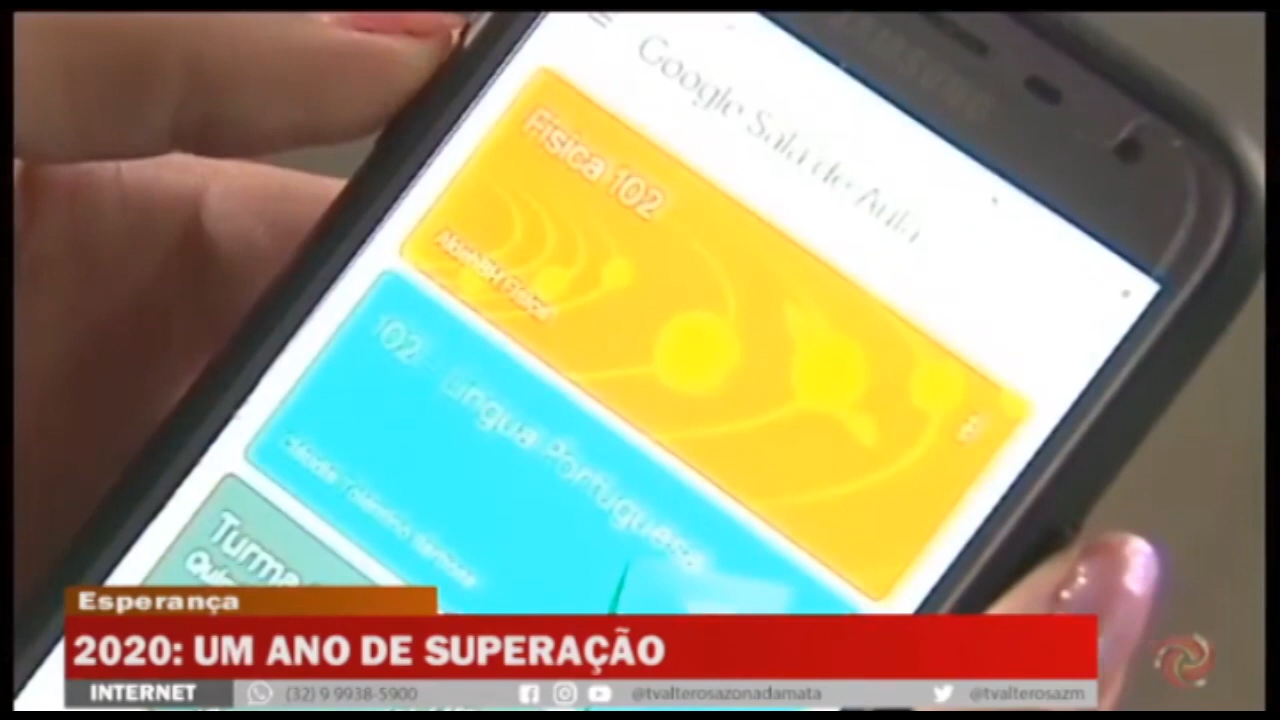 SAMSUNG
Google Sala de Aula
Física 102
102 - Língua Portuguesa
Turma
Esperança
2020: UM ANO DE SUPERAÇÃO
INTERNET
(32) 9 9938-5900
@tvalterosazonadamata
@tvalterosazm